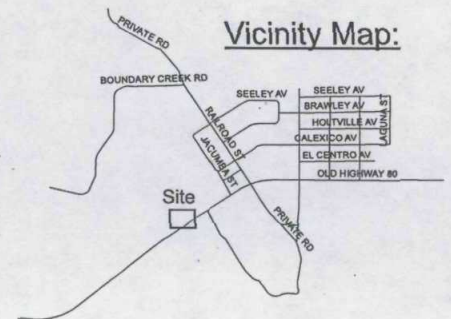 Vicinity Map:
PRIVATE RD
BOUNDARY CREEK RD
SEELEY AV
SEELEY AV
BRAWLEY AV
HOLTVILLE AV
CALEXICO AV
EL CENTRO AV
OLD HIGHWAY 80
LAGUNA ST
RAILROAD ST
JACUMBA ST
Site
PRIVATE RD